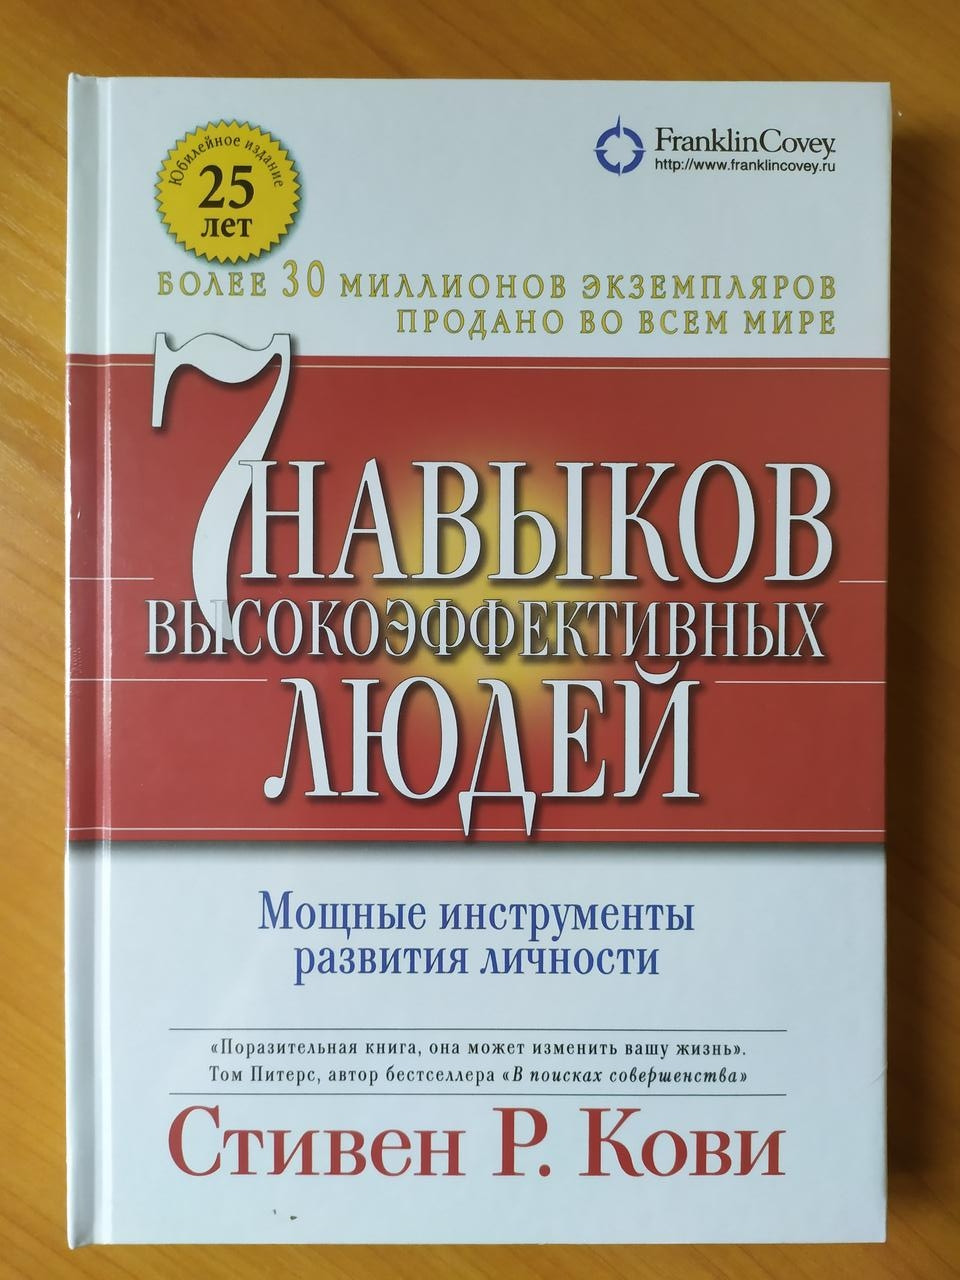 Юбилейное издание
25
лет
FranklinCovey
http://www.franklincovey.ru
БОЛЕЕ 30 МИЛЛИОНОВ ЭКЗЕМПЛЯРОВ
ПРОДАНО ВО ВСЕМ МИРЕ
7 НАВЫКОВ
ВЫСОКОЭФФЕКТИВНЫХ
ЛЮДЕЙ
Мощные инструменты
развития личности
«Поразительная книга, она может изменить вашу жизнь».
Том Питерс, автор бестселлера «В поисках совершенства»
Стивен Р. Кови